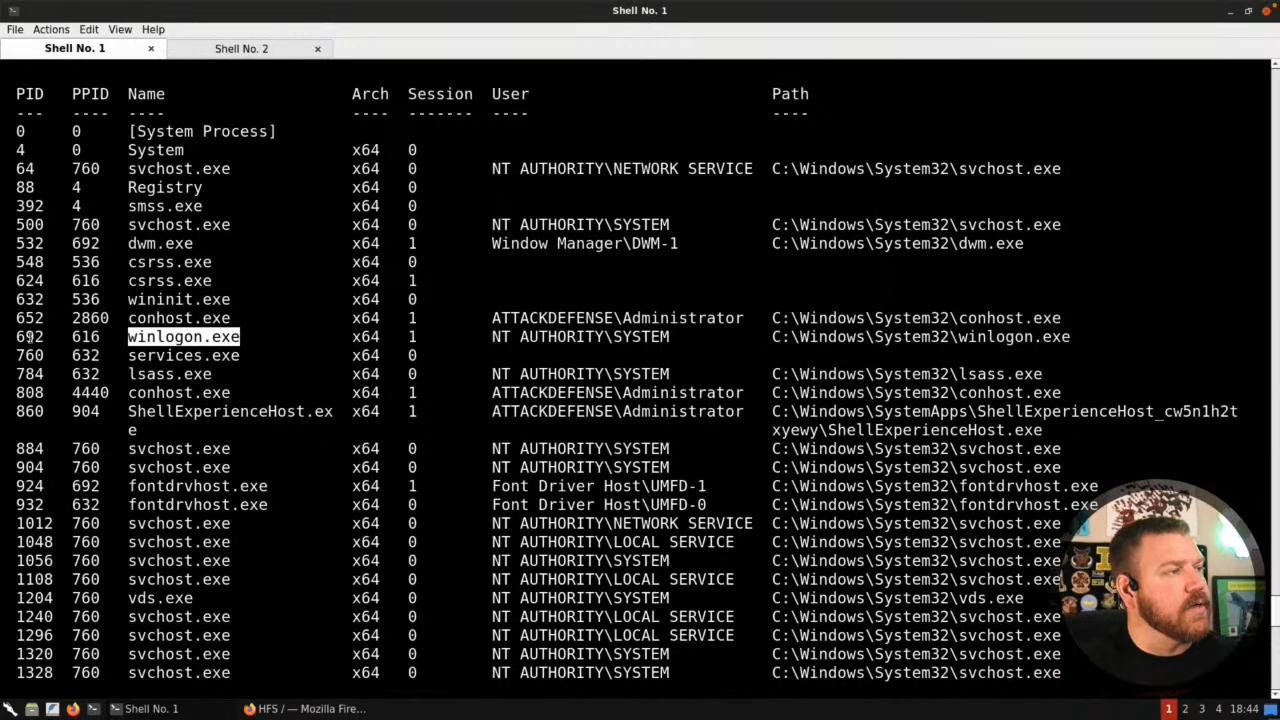 Shell No. 1
File Actions Edit View Help
Shell No. 1 × Shell No. 2 ×
PID PPID Name Arch Session User Path
--- ---- ---- ---- ------- ---- ----
0 0 [System Process]
4 0 System x64 0
64 760 svchost.exe x64 0 NT AUTHORITY\NETWORK SERVICE C:\Windows\System32\svchost.exe
88 4 Registry x64 0
392 4 smss.exe x64 0
500 760 svchost.exe x64 0 NT AUTHORITY\SYSTEM C:\Windows\System32\svchost.exe
532 692 dwm.exe x64 1 Window Manager\DWM-1 C:\Windows\System32\dwm.exe
548 536 csrss.exe x64 0
624 616 csrss.exe x64 1
632 536 wininit.exe x64 0
652 2860 conhost.exe x64 1 ATTACKDEFENSE\Administrator C:\Windows\System32\conhost.exe
692 616 winlogon.exe x64 1 NT AUTHORITY\SYSTEM C:\Windows\System32\winlogon.exe
760 632 services.exe x64 0
784 632 lsass.exe x64 0 NT AUTHORITY\SYSTEM C:\Windows\System32\lsass.exe
808 4440 conhost.exe x64 1 ATTACKDEFENSE\Administrator C:\Windows\System32\conhost.exe
860 904 ShellExperienceHost.ex x64 1 ATTACKDEFENSE\Administrator C:\Windows\SystemApps\ShellExperienceHost_cw5n1h2t
e xyewy\ShellExperienceHost.exe
884 760 svchost.exe x64 0 NT AUTHORITY\SYSTEM C:\Windows\System32\svchost.exe
904 760 svchost.exe x64 0 NT AUTHORITY\SYSTEM C:\Windows\System32\svchost.exe
924 692 fontdrvhost.exe x64 1 Font Driver Host\UMFD-1 C:\Windows\System32\fontdrvhost.exe
932 632 fontdrvhost.exe x64 0 Font Driver Host\UMFD-0 C:\Windows\System32\fontdrvhost.exe
1012 760 svchost.exe x64 0 NT AUTHORITY\NETWORK SERVICE C:\Windows\System32\svchost.exe
1048 760 svchost.exe x64 0 NT AUTHORITY\LOCAL SERVICE C:\Windows\System32\svchost.exe
1056 760 svchost.exe x64 0 NT AUTHORITY\SYSTEM C:\Windows\System32\svchost.exe
1108 760 svchost.exe x64 0 NT AUTHORITY\LOCAL SERVICE C:\Windows\System32\svchost.exe
1204 760 vds.exe x64 0 NT AUTHORITY\SYSTEM C:\Windows\System32\vds.exe
1240 760 svchost.exe x64 0 NT AUTHORITY\LOCAL SERVICE C:\Windows\System32\svchost.exe
1296 760 svchost.exe x64 0 NT AUTHORITY\LOCAL SERVICE C:\Windows\System32\svchost.exe
1320 760 svchost.exe x64 0 NT AUTHORITY\SYSTEM C:\Windows\System32\svchost.exe
1328 760 svchost.exe x64 0 NT AUTHORITY\SYSTEM C:\Windows\System32\svchost.exe
Shell No. 1 HFS / — Mozilla Fire... 1 2 3 4 18:44